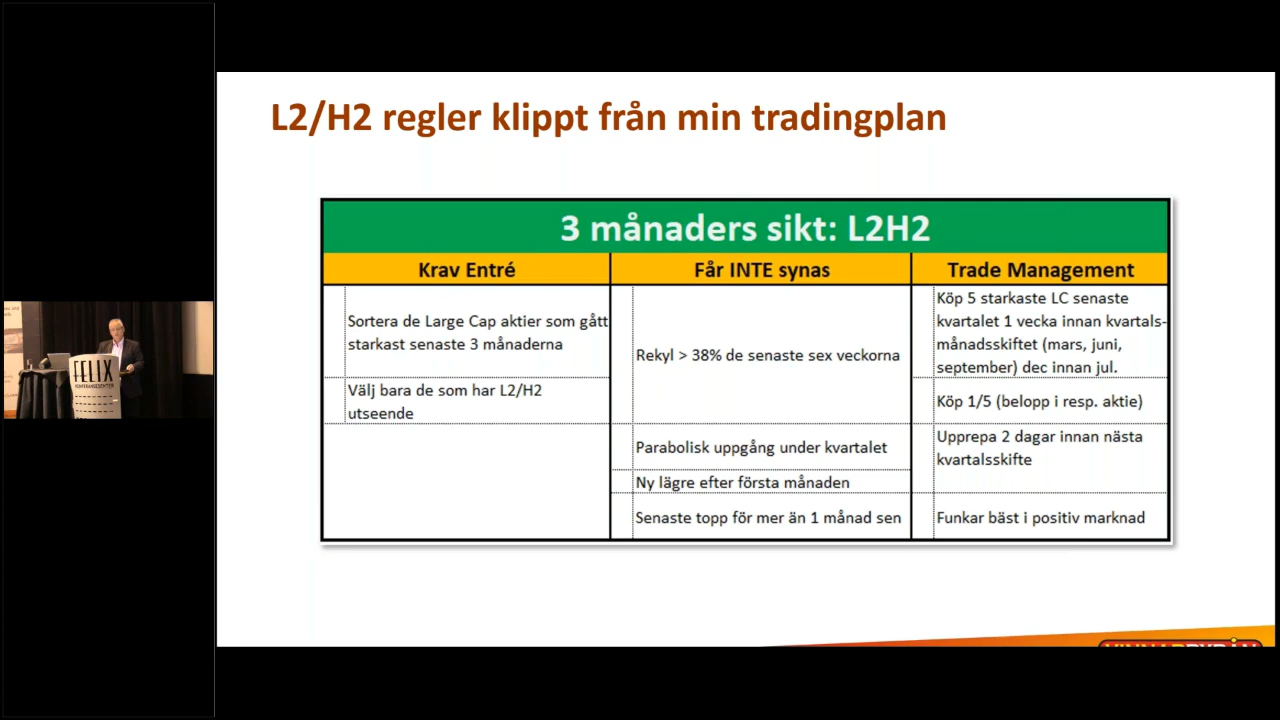 L2/H2 regler klippt från min tradingplan
3 månaders sikt: L2H2
Krav Entré
Får INTE synas
Trade Management
Sortera de Large Cap aktier som gått
starkast senaste 3 månaderna
Välj bara de som har L2/H2
utseende
Rekyl > 38% de senaste sex veckorna
Parabolisk uppgång under kvartalet
Ny lägre efter första månaden
Senaste topp för mer än 1 månad sen
Köp 5 starkaste LC senaste
kvartalet 1 vecka innan kvartals-
månadsskiftet (mars, juni,
september) dec innan jul.
Köp 1/5 (belopp i resp. aktie)
Upprepa 2 dagar innan nästa
kvartalsskifte
Funkar bäst i positiv marknad
FELIX